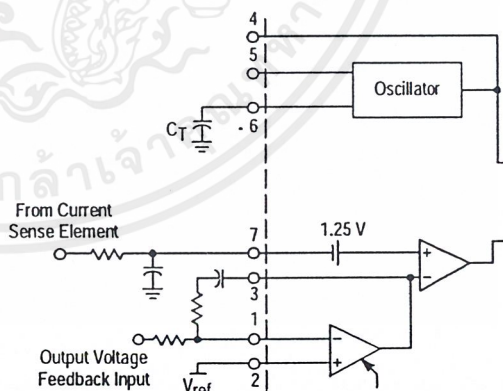 4
5
Oscillator
CT
6
From Current
Sense Element
7
1.25 V
+
−
3
1
−
+
Output Voltage
Feedback Input
Vref
2